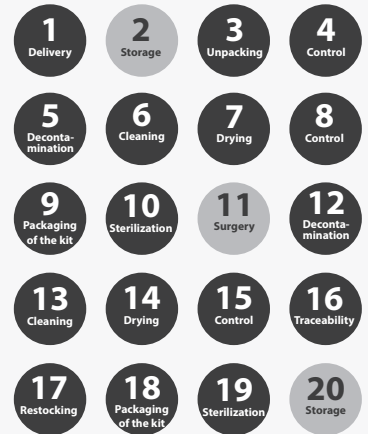 1
Delivery
2
Storage
3
Unpacking
4
Control
5
Deconta-
mination
6
Cleaning
7
Drying
8
Control
9
Packaging
of the kit
10
Sterilization
11
Surgery
12
Deconta-
mination
13
Cleaning
14
Drying
15
Control
16
Traceability
17
Restocking
18
Packaging
of the kit
19
Sterilization
20
Storage